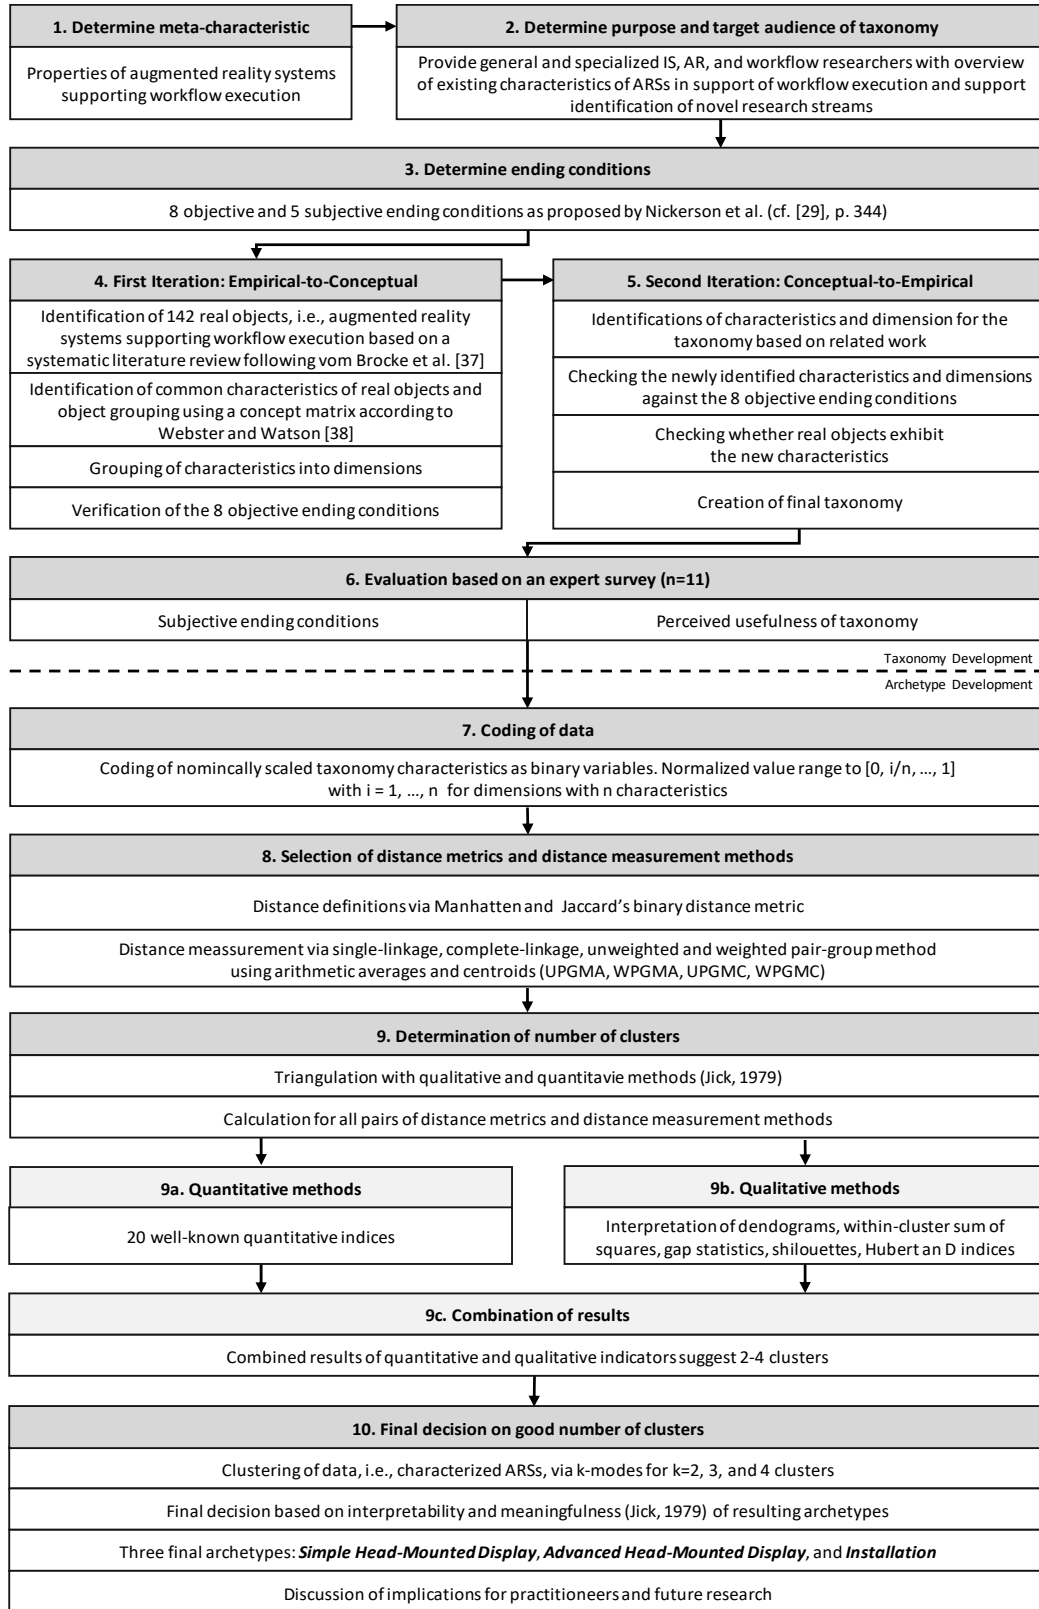 1. Determine meta-characteristic
Properties of augmented reality systems
supporting workflow execution
2. Determine purpose and target audience of taxonomy
Provide general and specialized IS, AR, and workflow researchers with overview
of existing characteristics of ARSs in support of workflow execution and support
identification of novel research streams
3. Determine ending conditions
8 objective and 5 subjective ending conditions as proposed by Nickerson et al. (cf. [29], p. 344)
4. First Iteration: Empirical-to-Conceptual
Identification of 142 real objects, i.e., augmented reality
systems supporting workflow execution based on a
systematic literature review following vom Brocke et al. [37]
Identification of common characteristics of real objects and
object grouping using a concept matrix according to
Webster and Watson [38]
Grouping of characteristics into dimensions
Verification of the 8 objective ending conditions
5. Second Iteration: Conceptual-to-Empirical
Identifications of characteristics and dimension for the
taxonomy based on related work
Checking the newly identified characteristics and dimensions
against the 8 objective ending conditions
Checking whether real objects exhibit
the new characteristics
Creation of final taxonomy
6. Evaluation based on an expert survey (n=11)
Subjective ending conditions
Perceived usefulness of taxonomy
Taxonomy Development
Archetype Development
7. Coding of data
Coding of nomincally scaled taxonomy characteristics as binary variables. Normalized value range to [0, i/n, ..., 1]
with i = 1, ..., n for dimensions with n characteristics
8. Selection of distance metrics and distance measurement methods
Distance definitions via Manhatten and Jaccard's binary distance metric
Distance meassurement via single-linkage, complete-linkage, unweighted and weighted pair-group method
using arithmetic averages and centroids (UPGMA, WPGMA, UPGMC, WPGMC)
9. Determination of number of clusters
Triangulation with qualitative and quantitavie methods (Jick, 1979)
Calculation for all pairs of distance metrics and distance measurement methods
9a. Quantitative methods
20 well-known quantitative indices
9b. Qualitative methods
Interpretation of dendograms, within-cluster sum of
squares, gap statistics, shilouettes, Hubert an D indices
9c. Combination of results
Combined results of quantitative and qualitative indicators suggest 2-4 clusters
10. Final decision on good number of clusters
Clustering of data, i.e., characterized ARSs, via k-modes for k=2, 3, and 4 clusters
Final decision based on interpretability and meaningfulness (Jick, 1979) of resulting archetypes
Three final archetypes: Simple Head-Mounted Display, Advanced Head-Mounted Display, and Installation
Discussion of implications for practitioneers and future research